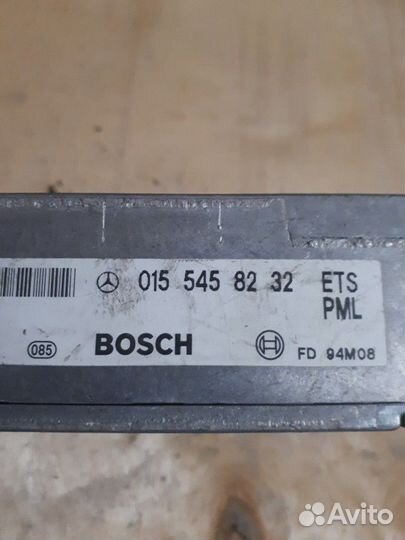 015 545 82 32 ETS
PML
085 BOSCH FD 94M08
Avito